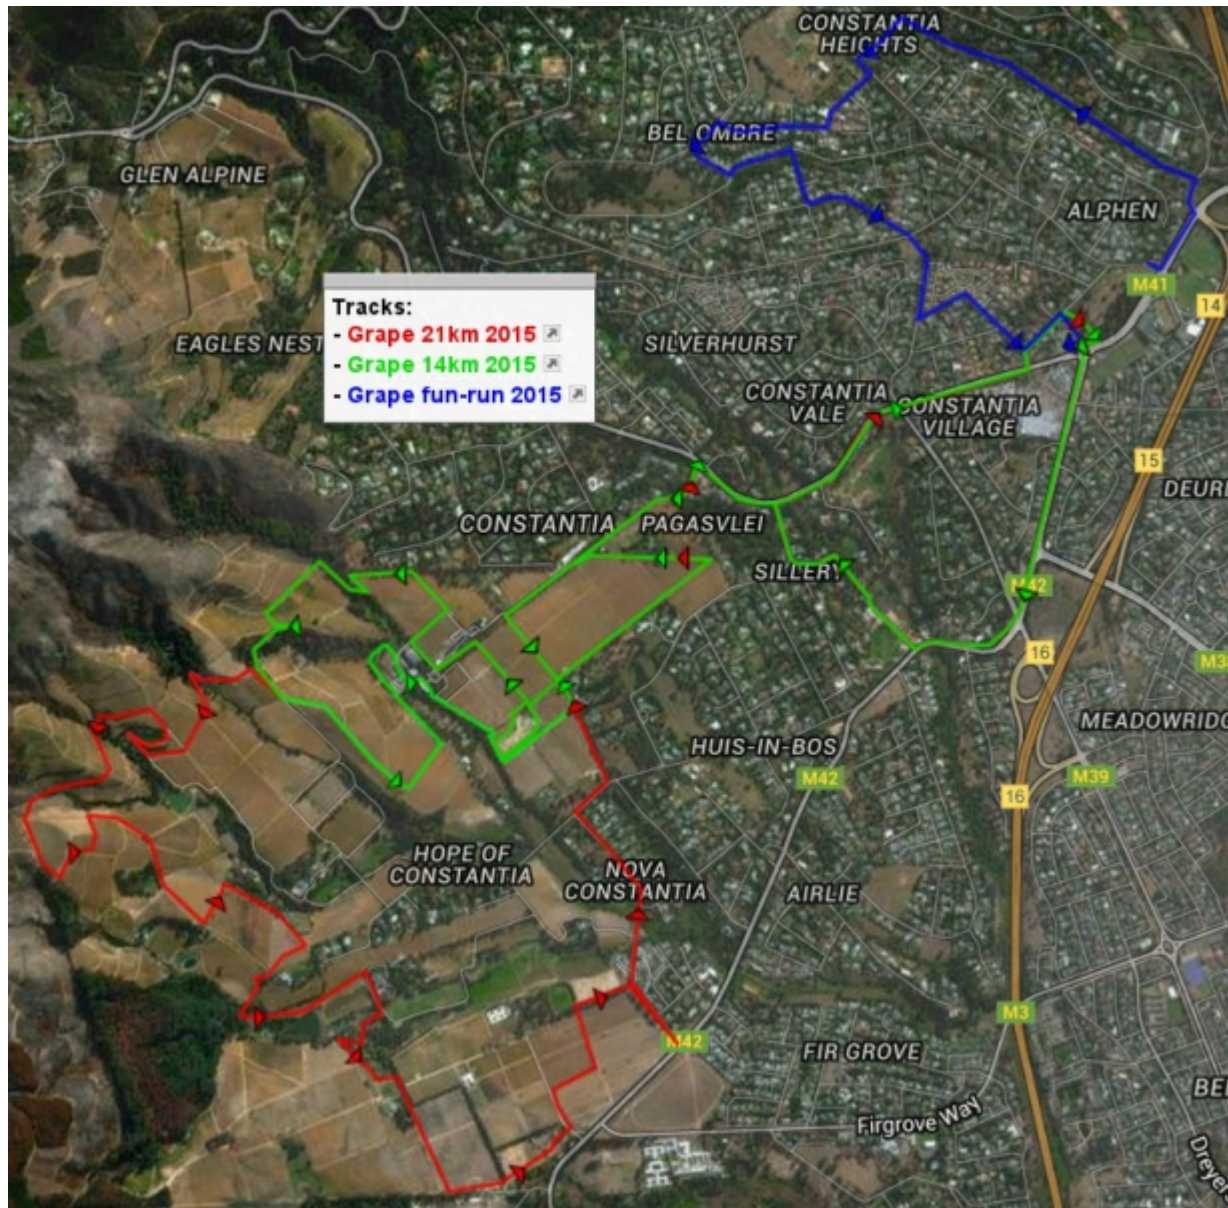 CONSTANTIA
HEIGHTS
BEL OMBRE
GLEN ALPINE
ALPHEN
M41
14
Tracks:
- Grape 21km 2015
- Grape 14km 2015
- Grape fun-run 2015
EAGLES NEST
SILVERHURST
CONSTANTIA
VALE
CONSTANTIA
VILLAGE
15
DEUR
CONSTANTIA
PAGASVLEI
SILLERY
M42
16
M3
MEADOWRIDG
HUIS-IN-BOS
M42
M39
16
HOPE OF
CONSTANTIA
NOVA
CONSTANTIA
AIRLIE
M3
M42
FIR GROVE
BE
Firgrove Way
Dreyer